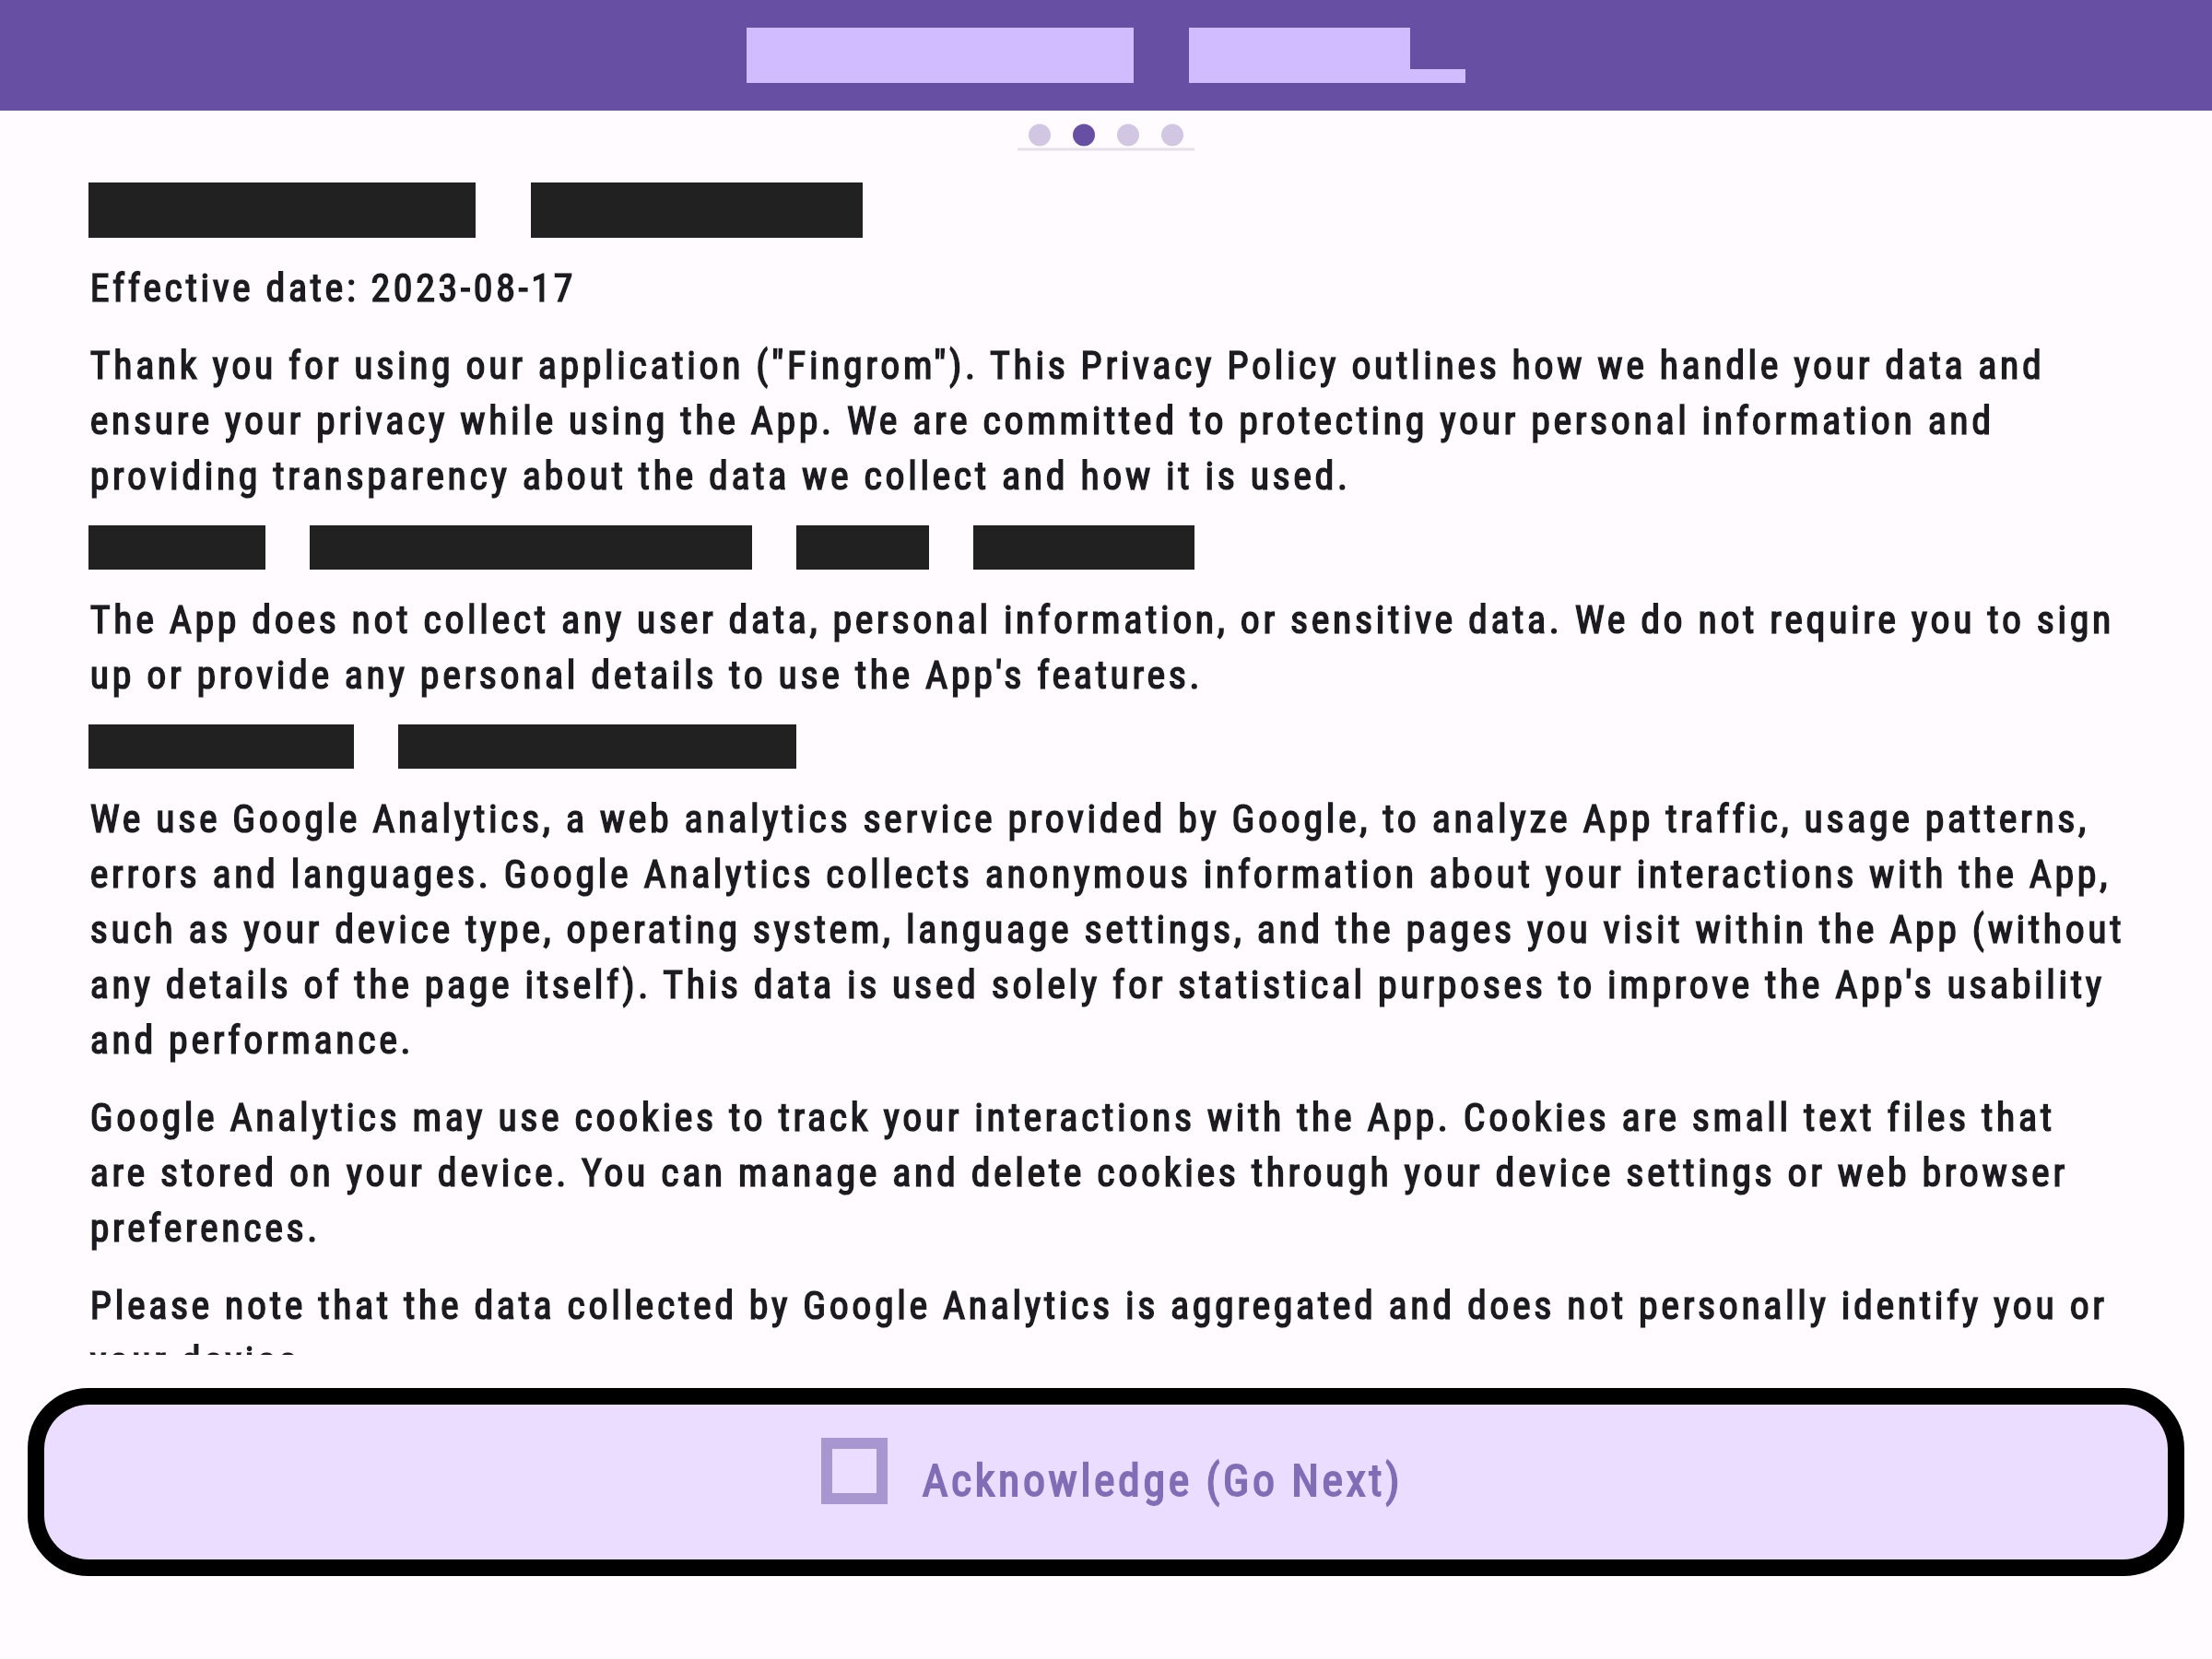 Effective date: 2023-08-17
Thank you for using our application ("Fingrom"). This Privacy Policy outlines how we handle your data and
ensure your privacy while using the App. We are committed to protecting your personal information and
providing transparency about the data we collect and how it is used.
The App does not collect any user data, personal information, or sensitive data. We do not require you to sign
up or provide any personal details to use the App's features.
We use Google Analytics, a web analytics service provided by Google, to analyze App traffic, usage patterns,
errors and languages. Google Analytics collects anonymous information about your interactions with the App,
such as your device type, operating system, language settings, and the pages you visit within the App (without
any details of the page itself). This data is used solely for statistical purposes to improve the App's usability
and performance.
Google Analytics may use cookies to track your interactions with the App. Cookies are small text files that
are stored on your device. You can manage and delete cookies through your device settings or web browser
preferences.
Please note that the data collected by Google Analytics is aggregated and does not personally identify you or
Acknowledge (Go Next)